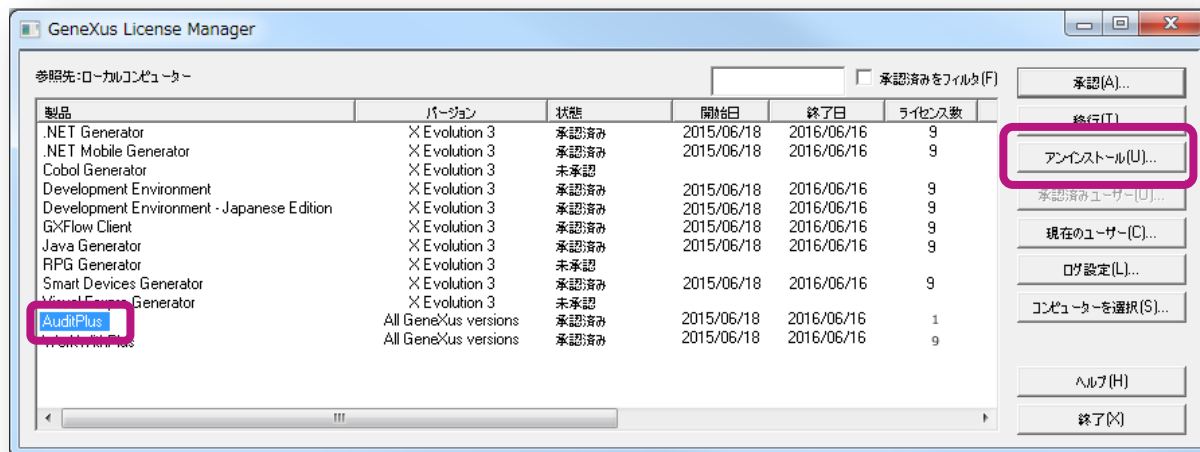 GeneXus License Manager
参照先:ローカルコンピューター 承認済みをフィルタ(F) 承認(A)...
製品 バージョン 状態 開始日 終了日 ライセンス数
.NET Generator X Evolution 3 承認済み 2015/06/18 2016/06/16 9 移行(T)
.NET Mobile Generator X Evolution 3 承認済み 2015/06/18 2016/06/16 9 アンインストール(U)...
Cobol Generator X Evolution 3 未承認
Development Environment X Evolution 3 承認済み 2015/06/18 2016/06/16 9 承認済みユーザー(O)...
Development Environment - Japanese Edition X Evolution 3 承認済み 2015/06/18 2016/06/16 9
GXFlow Client X Evolution 3 承認済み 2015/06/18 2016/06/16 9 現在のユーザー(C)...
Java Generator X Evolution 3 承認済み 2015/06/18 2016/06/16 9
RPG Generator X Evolution 3 未承認 ログ設定(L)...
Smart Devices Generator X Evolution 3 承認済み 2015/06/18 2016/06/16 9
Visual Foxpro Generator X Evolution 3 未承認 コンピューターを選択(S)...
AuditPlus All GeneXus versions 承認済み 2015/06/18 2016/06/16 1
WorkWithPlus All GeneXus versions 承認済み 2015/06/18 2016/06/16 9
ヘルプ(H)
終了(X)